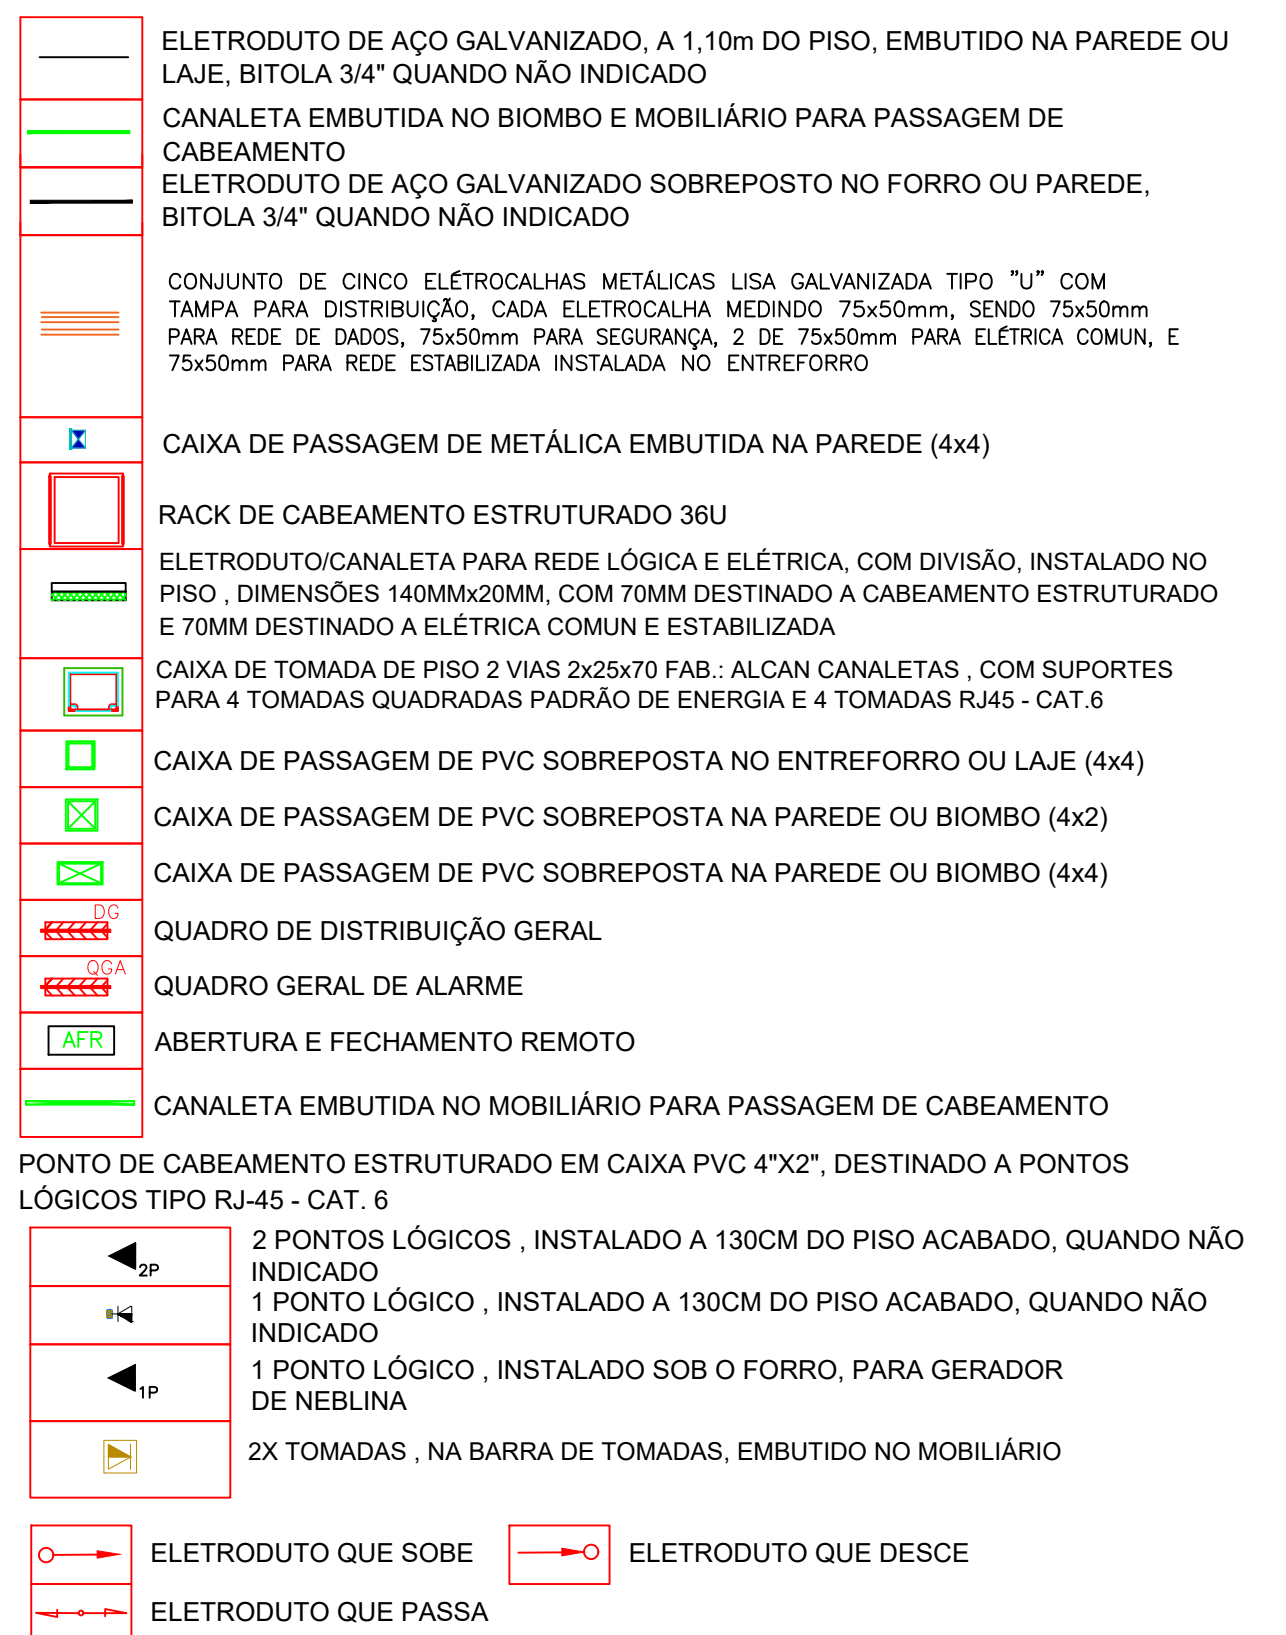 ELETRODUTO DE AÇO GALVANIZADO, A 1,10m DO PISO, EMBUTIDO NA PAREDE OU
LAJE, BITOLA 3/4" QUANDO NÃO INDICADO
CANALETA EMBUTIDA NO BIOMBO E MOBILIÁRIO PARA PASSAGEM DE
CABEAMENTO
ELETRODUTO DE AÇO GALVANIZADO SOBREPOSTO NO FORRO OU PAREDE,
BITOLA 3/4" QUANDO NÃO INDICADO
CONJUNTO DE CINCO ELÉTROCALHAS METÁLICAS LISA GALVANIZADA TIPO "U" COM
TAMPA PARA DISTRIBUIÇÃO, CADA ELETROCALHA MEDINDO 75x50mm, SENDO 75x50mm
PARA REDE DE DADOS, 75x50mm PARA SEGURANÇA, 2 DE 75x50mm PARA ELÉTRICA COMUN, E
75x50mm PARA REDE ESTABILIZADA INSTALADA NO ENTREFORRO
CAIXA DE PASSAGEM DE METÁLICA EMBUTIDA NA PAREDE (4x4)
RACK DE CABEAMENTO ESTRUTURADO 36U
ELETRODUTO/CANALETA PARA REDE LÓGICA E ELÉTRICA, COM DIVISÃO, INSTALADO NO
PISO , DIMENSÕES 140MMx20MM, COM 70MM DESTINADO A CABEAMENTO ESTRUTURADO
E 70MM DESTINADO A ELÉTRICA COMUN E ESTABILIZADA
CAIXA DE TOMADA DE PISO 2 VIAS 2x25x70 FAB.: ALCAN CANALETAS , COM SUPORTES
PARA 4 TOMADAS QUADRADAS PADRÃO DE ENERGIA E 4 TOMADAS RJ45 - CAT.6
CAIXA DE PASSAGEM DE PVC SOBREPOSTA NO ENTREFORRO OU LAJE (4x4)
CAIXA DE PASSAGEM DE PVC SOBREPOSTA NA PAREDE OU BIOMBO (4x2)
CAIXA DE PASSAGEM DE PVC SOBREPOSTA NA PAREDE OU BIOMBO (4x4)
DG
QUADRO DE DISTRIBUIÇÃO GERAL
QGA
QUADRO GERAL DE ALARME
AFR
ABERTURA E FECHAMENTO REMOTO
CANALETA EMBUTIDA NO MOBILIÁRIO PARA PASSAGEM DE CABEAMENTO
PONTO DE CABEAMENTO ESTRUTURADO EM CAIXA PVC 4"X2", DESTINADO A PONTOS
LÓGICOS TIPO RJ-45 - CAT. 6
2P
2 PONTOS LÓGICOS , INSTALADO A 130CM DO PISO ACABADO, QUANDO NÃO
INDICADO
1 PONTO LÓGICO , INSTALADO A 130CM DO PISO ACABADO, QUANDO NÃO
INDICADO
1P
1 PONTO LÓGICO , INSTALADO SOB O FORRO, PARA GERADOR
DE NEBLINA
2X TOMADAS , NA BARRA DE TOMADAS, EMBUTIDO NO MOBILIÁRIO
ELETRODUTO QUE SOBE
ELETRODUTO QUE DESCE
ELETRODUTO QUE PASSA